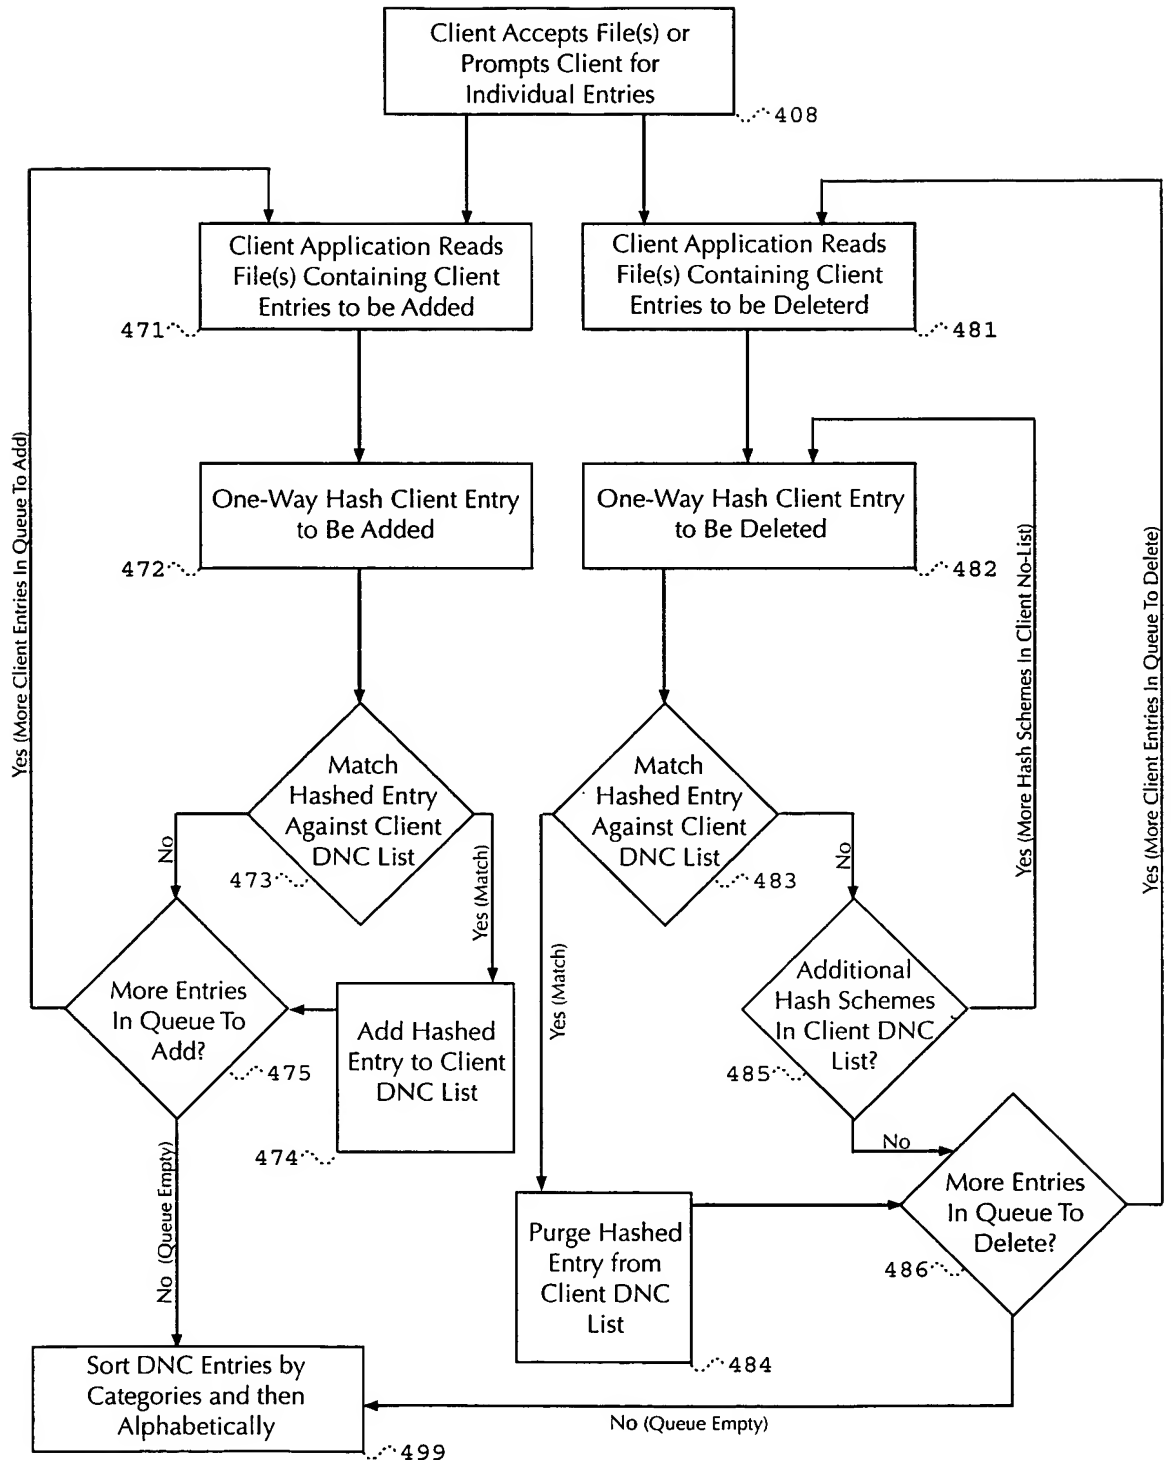 Client Accepts File(s) or
Prompts Client for
Individual Entries
408
Client Application Reads
File(s) Containing Client
Entries to be Added
471
Client Application Reads
File(s) Containing Client
Entries to be Deleterd
481
One-Way Hash Client Entry
to Be Added
472
One-Way Hash Client Entry
to Be Deleted
482
Yes (More Client Entries In Queue To Add)
Yes (More Hash Schemes In Client No-List)
Yes (More Client Entries In Queue To Delete)
Match
Hashed Entry
Against Client
DNC List
473
No
Yes (Match)
Match
Hashed Entry
Against Client
DNC List
483
No
Yes (Match)
More Entries
In Queue To
Add?
475
Add Hashed
Entry to Client
DNC List
474
Additional
Hash Schemes
In Client DNC
List?
485
No
No (Queue Empty)
Purge Hashed
Entry from
Client DNC
List
484
More Entries
In Queue To
Delete?
486
Sort DNC Entries by
Categories and then
Alphabetically
499
No (Queue Empty)